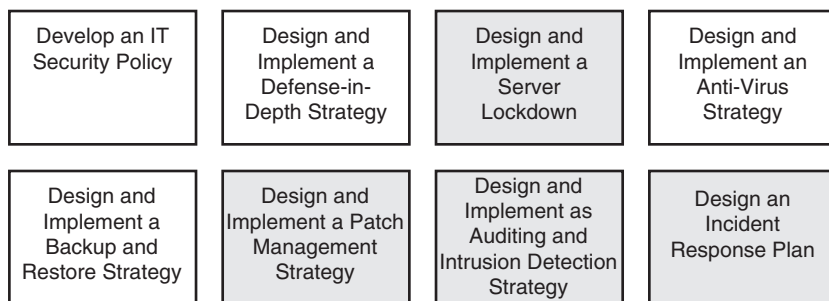 Develop an IT
Security Policy
Design and
Implement a
Defense-in-
Depth Strategy
Design and
Implement a
Server
Lockdown
Design and
Implement an
Anti-Virus
Strategy
Design and
Implement a
Backup and
Restore Strategy
Design and
Implement a Patch
Management
Strategy
Design and
Implement as
Auditing and
Intrusion Detection
Strategy
Design an
Incident
Response Plan